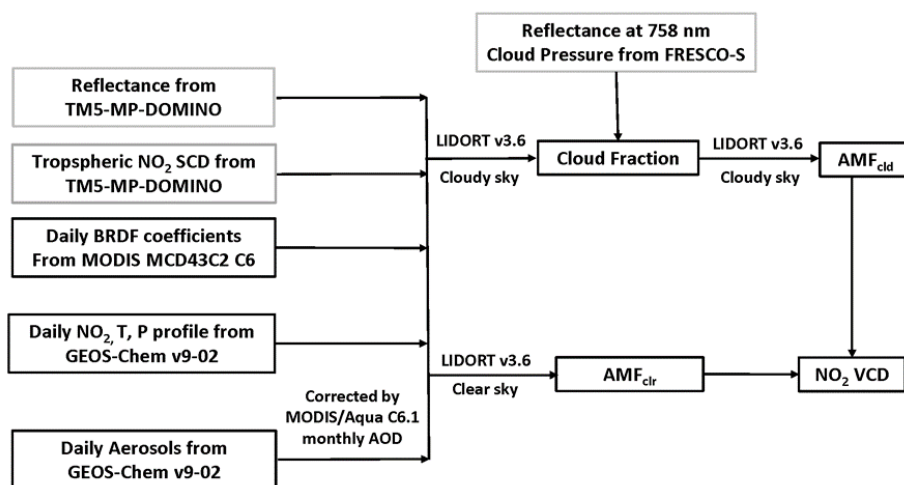 Reflectance at 758 nm
Cloud Pressure from FRESCO-S
Reflectance from
TM5-MP-DOMINO
Tropspheric NO₂ SCD from
TM5-MP-DOMINO
Daily BRDF coefficients
From MODIS MCD43C2 C6
Daily NO₂, T, P profile from
GEOS-Chem v9-02
Daily Aerosols from
GEOS-Chem v9-02
Corrected by
MODIS/Aqua C6.1
monthly AOD
LIDORT v3.6
Cloudy sky
Cloud Fraction
LIDORT v3.6
Cloudy sky
AMFcld
LIDORT v3.6
Clear sky
AMFclr
NO₂ VCD